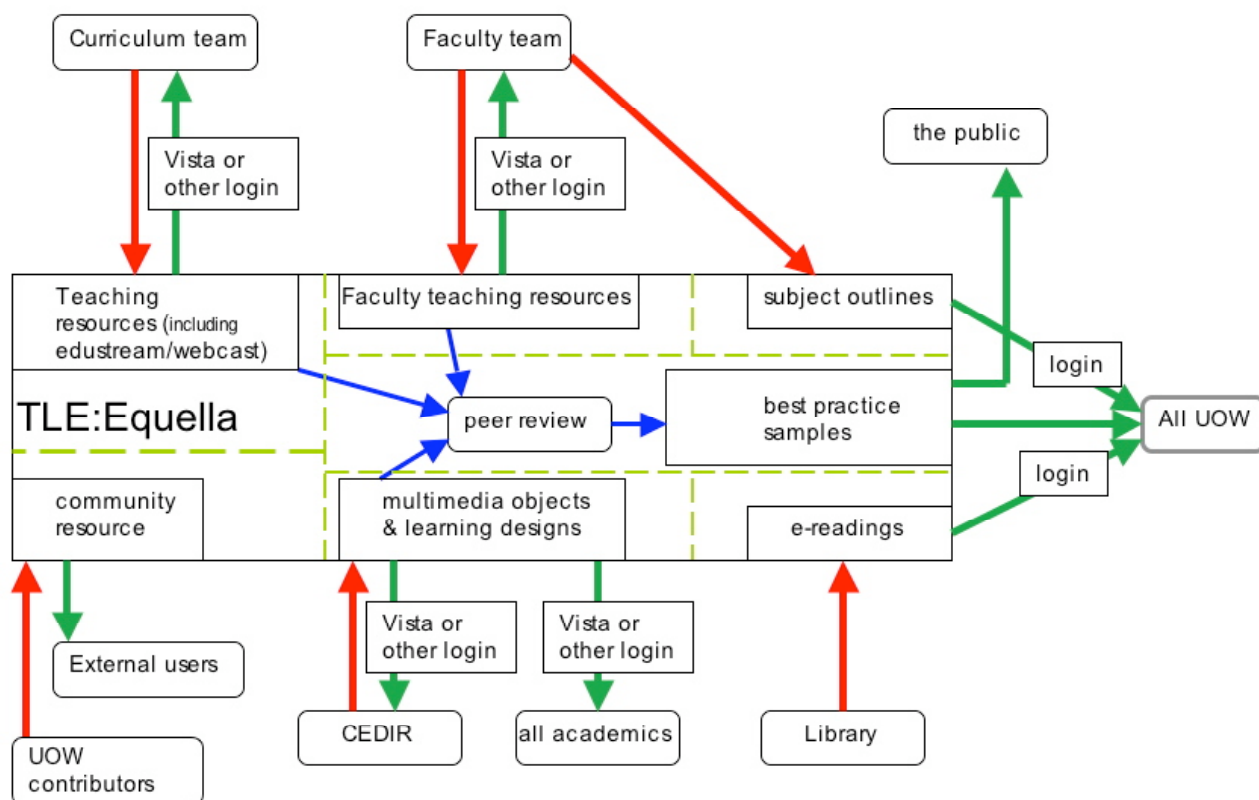 Curriculum team
Faculty team
the public
Vista or
other login
Vista or
other login
Teaching
resources (including
edustream/webcast)
Faculty teaching resources
subject outlines
login
TLE:Equella
peer review
best practice
samples
All UOW
login
community
resource
multimedia objects
& learning designs
e-readings
Vista or
other login
Vista or
other login
External users
CEDIR
all academics
Library
UOW
contributors